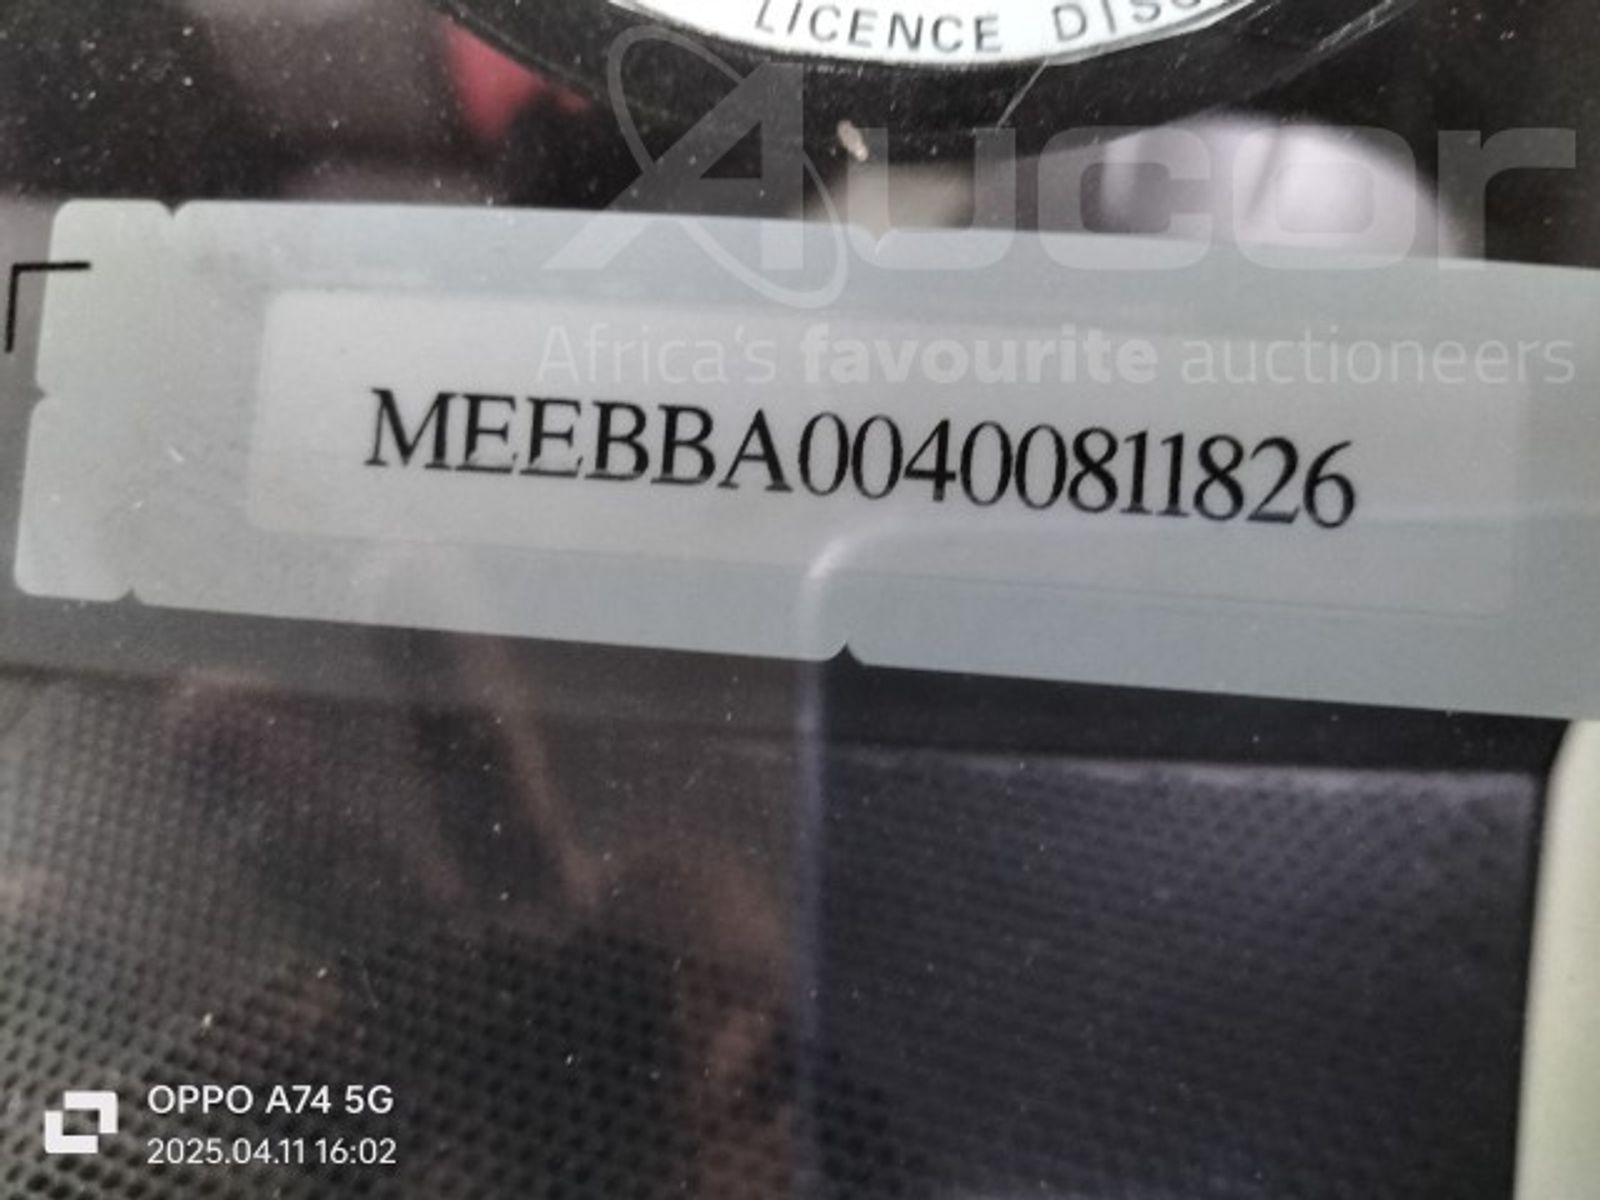 LICENCE DISC
Aucor
Africa's favourite auctioneers
MEEBBA00400811826
OPPO A74 5G
2025.04.11 16:02